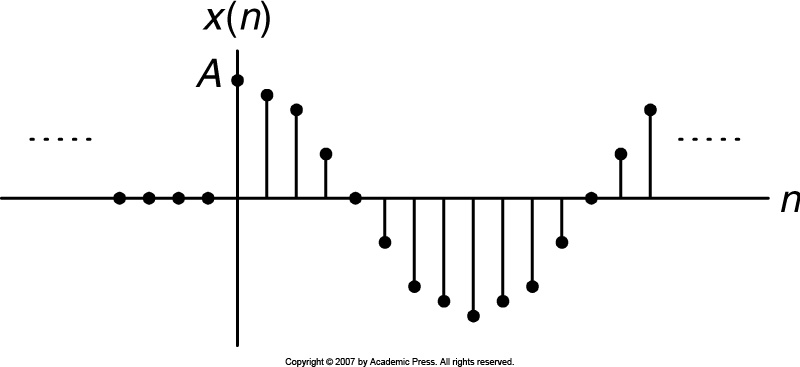 x(n)
A
n
Copyright © 2007 by Academic Press. All rights reserved.